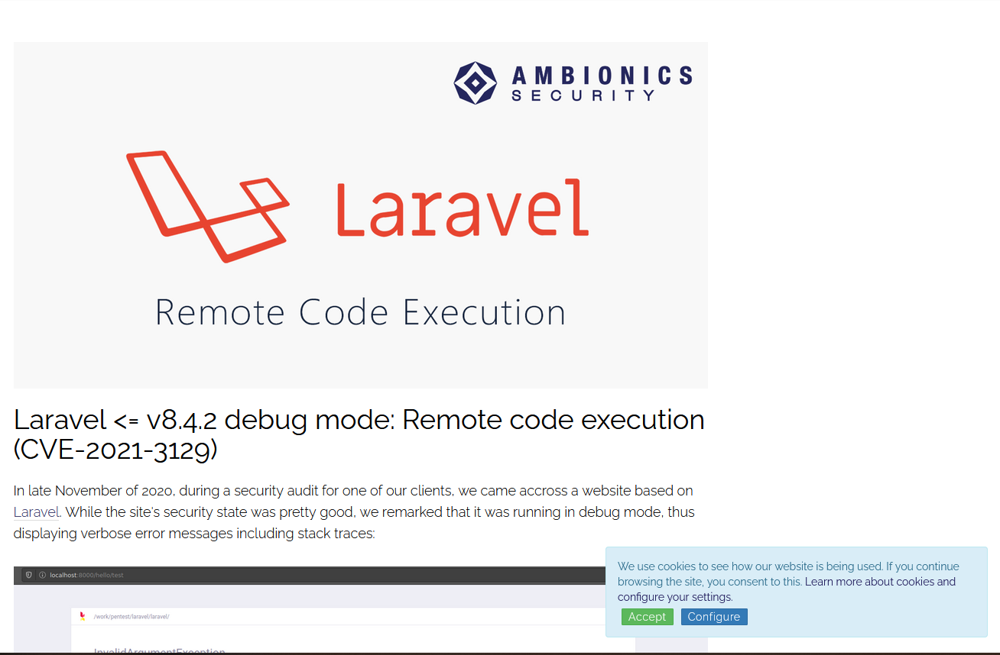 AMBIONICS
SECURITY
Laravel
Remote Code Execution
Laravel <= v8.4.2 debug mode: Remote code execution
(CVE-2021-3129)
In late November of 2020, during a security audit for one of our clients, we came accross a website based on
Laravel. While the site's security state was pretty good, we remarked that it was running in debug mode, thus
displaying verbose error messages including stack traces:
localhost:8000/hello/test
/work/pentest/laravel/laravel/
InvalidArgumentException
We use cookies to see how our website is being used. If you continue
browsing the site, you consent to this. Learn more about cookies and
configure your settings.
Accept Configure